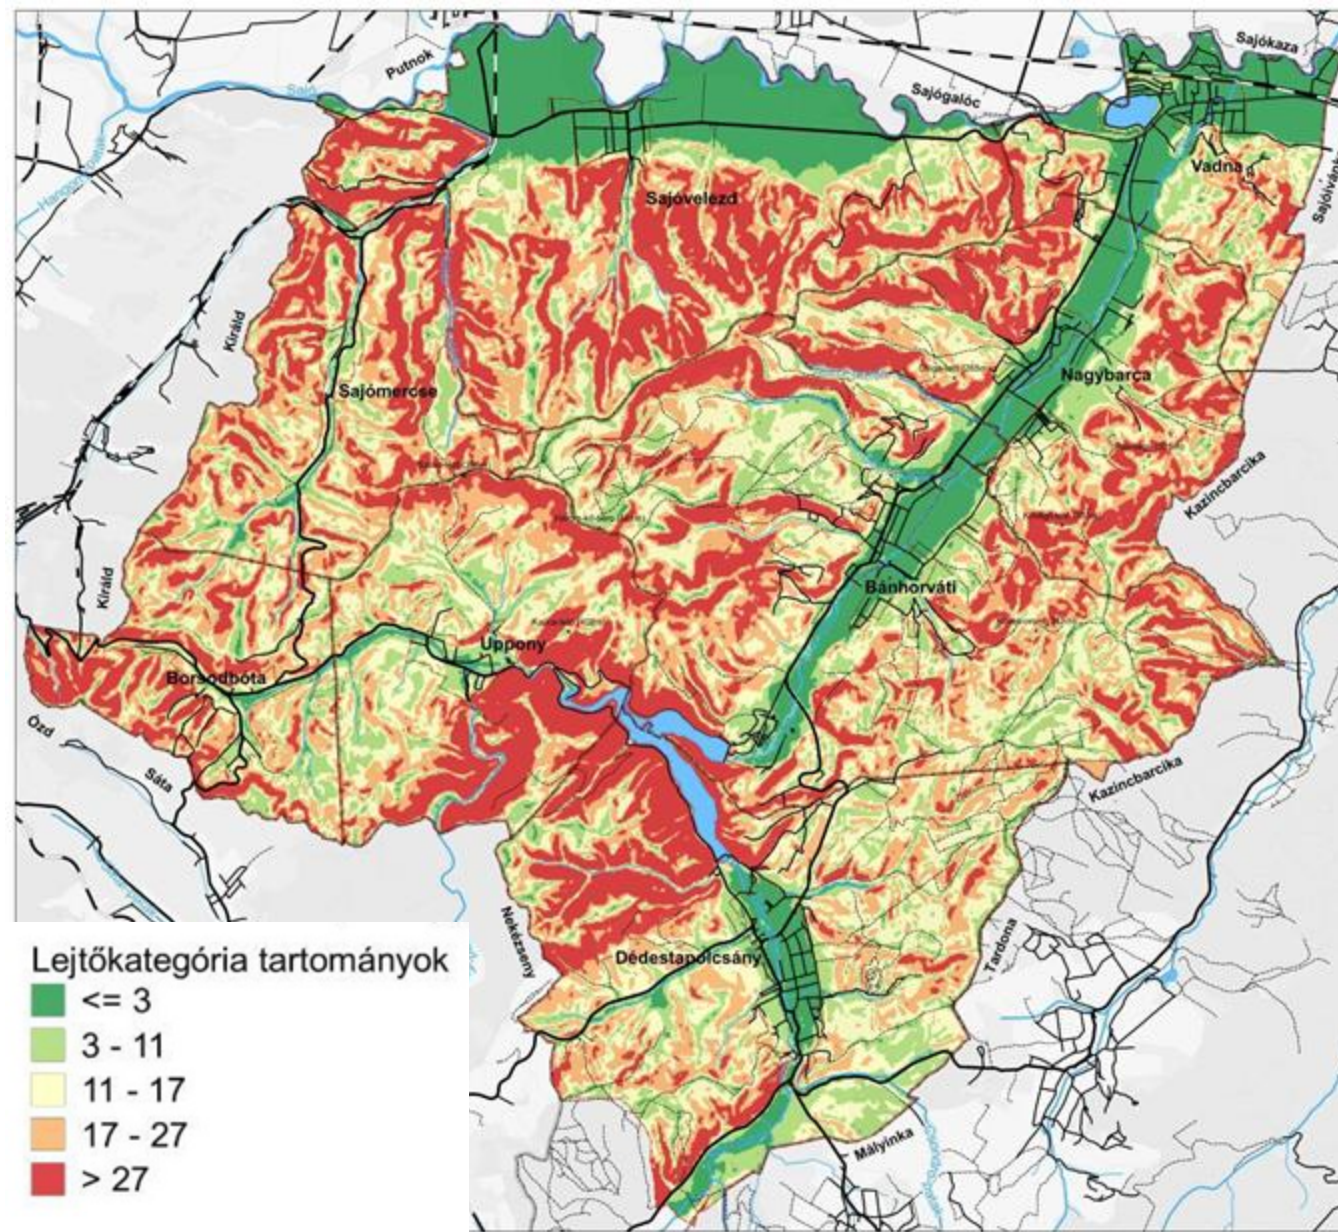 Putnok
Sajókaza
Sajó
Sajógalóc
Vadna
Sajóvelezd
Királd
Sajómercse
Nagybarca
Kazincbarcika
Királd
Bánhorváti
Uppony
Borsodbóta
Ózd
Sáta
Kazincbarcika
Nekézseny
Dédestapolcsány
Tardona
Mályinka
Lejtőkategória tartományok
<= 3
3 - 11
11 - 17
17 - 27
> 27